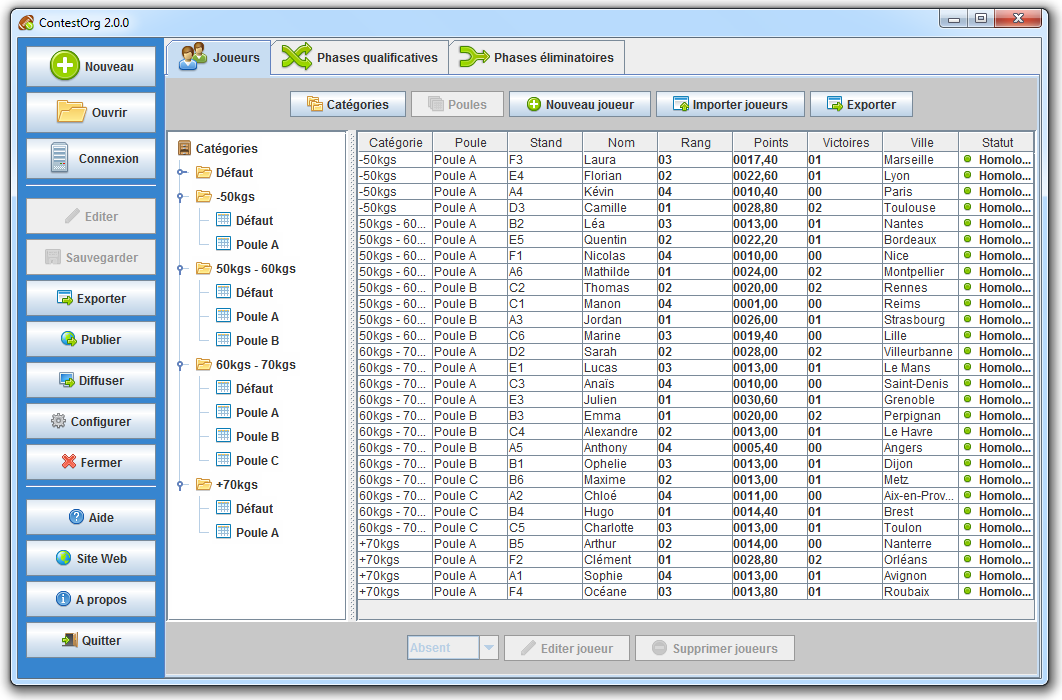 ContestOrg 2.0.0
Nouveau
Ouvrir
Connexion
Editer
Sauvegarder
Exporter
Publier
Diffuser
Configurer
Fermer
Aide
Site Web
A propos
Quitter
Joueurs Phases qualificatives Phases éliminatoires
Catégories Poules Nouveau joueur Importer joueurs Exporter
Catégories
Défaut
-50kgs
Défaut
Poule A
50kgs - 60kgs
Défaut
Poule A
Poule B
60kgs - 70kgs
Défaut
Poule A
Poule B
Poule C
+70kgs
Défaut
Poule A
Catégorie Poule Stand Nom Rang Points Victoires Ville Statut
-50kgs Poule A F3 Laura 03 0017,40 01 Marseille Homolo...
-50kgs Poule A E4 Florian 02 0022,60 01 Lyon Homolo...
-50kgs Poule A A4 Kévin 04 0010,40 00 Paris Homolo...
-50kgs Poule A D3 Camille 01 0028,80 02 Toulouse Homolo...
50kgs - 60... Poule A B2 Léa 03 0013,00 01 Nantes Homolo...
50kgs - 60... Poule A E5 Quentin 02 0022,20 01 Bordeaux Homolo...
50kgs - 60... Poule A F1 Nicolas 04 0010,00 00 Nice Homolo...
50kgs - 60... Poule A A6 Mathilde 01 0024,00 02 Montpellier Homolo...
50kgs - 60... Poule B C2 Thomas 02 0020,00 02 Rennes Homolo...
50kgs - 60... Poule B C1 Manon 04 0001,00 00 Reims Homolo...
50kgs - 60... Poule B A3 Jordan 01 0026,00 01 Strasbourg Homolo...
50kgs - 60... Poule B C6 Marine 03 0019,40 00 Lille Homolo...
60kgs - 70... Poule A D2 Sarah 02 0028,00 02 Villeurbanne Homolo...
60kgs - 70... Poule A E1 Lucas 03 0013,00 01 Le Mans Homolo...
60kgs - 70... Poule A C3 Anaïs 04 0010,00 00 Saint-Denis Homolo...
60kgs - 70... Poule A E3 Julien 01 0030,60 01 Grenoble Homolo...
60kgs - 70... Poule B B3 Emma 01 0020,00 02 Perpignan Homolo...
60kgs - 70... Poule B C4 Alexandre 02 0013,00 01 Le Havre Homolo...
60kgs - 70... Poule B A5 Anthony 04 0005,40 00 Angers Homolo...
60kgs - 70... Poule B B1 Ophelie 03 0013,00 01 Dijon Homolo...
60kgs - 70... Poule C B6 Maxime 02 0013,00 01 Metz Homolo...
60kgs - 70... Poule C A2 Chloé 04 0011,00 00 Aix-en-Prov... Homolo...
60kgs - 70... Poule C B4 Hugo 01 0014,40 01 Brest Homolo...
60kgs - 70... Poule C C5 Charlotte 03 0013,00 01 Toulon Homolo...
+70kgs Poule A B5 Arthur 02 0014,00 00 Nanterre Homolo...
+70kgs Poule A F2 Clément 01 0028,80 02 Orléans Homolo...
+70kgs Poule A A1 Sophie 04 0013,00 01 Avignon Homolo...
+70kgs Poule A F4 Océane 03 0013,80 01 Roubaix Homolo...
Absent Editer joueur Supprimer joueurs